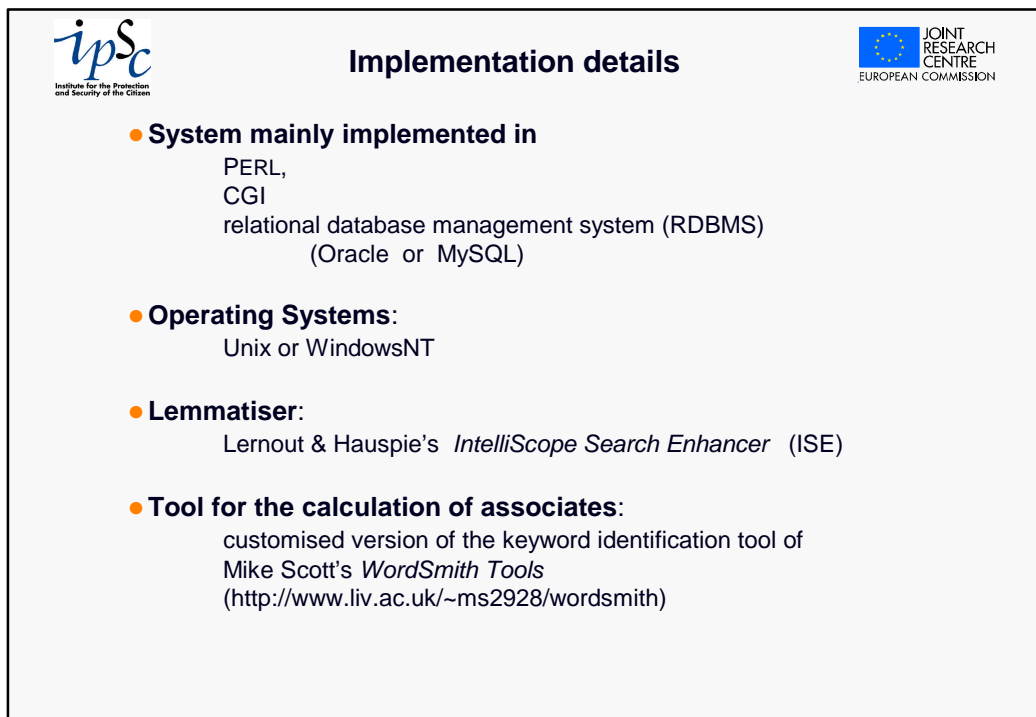 ipSc
Institute for the Protection
and Security of the Citizen
Implementation details
JOINT
RESEARCH
CENTRE
EUROPEAN COMMISSION
● System mainly implemented in
PERL,
CGI
relational database management system (RDBMS)
(Oracle or MySQL)
● Operating Systems:
Unix or WindowsNT
● Lemmatiser:
Lernout & Hauspie's IntelliScope Search Enhancer (ISE)
● Tool for the calculation of associates:
customised version of the keyword identification tool of
Mike Scott's WordSmith Tools
(http://www.liv.ac.uk/~ms2928/wordsmith)